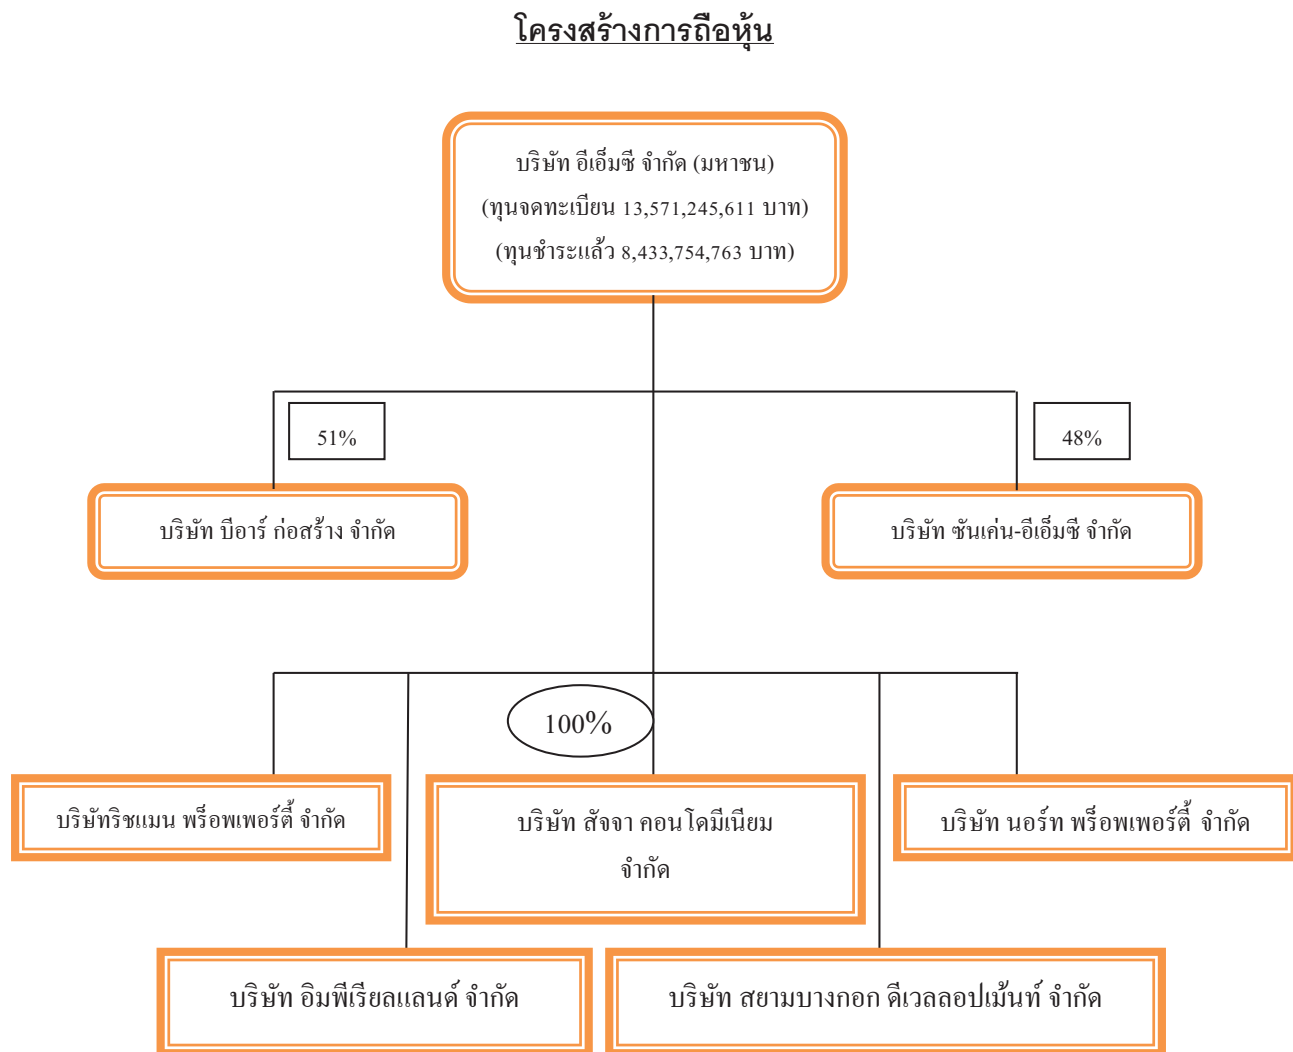 โครงสร้างการถือหุ้น
บริษัท อีเอ็มซี จำกัด (มหาชน)
(ทุนจดทะเบียน 13,571,245,611 บาท)
(ทุนชำระแล้ว 8,433,754,763 บาท)
51%
48%
บริษัท บีอาร์ ก่อสร้าง จำกัด
บริษัท ซันเค่น-อีเอ็มซี จำกัด
100%
บริษัทริชแมน พร็อพเพอร์ตี้ จำกัด
บริษัท สัจจา คอนโดมีเนียม
จำกัด
บริษัท นอร์ท พร็อพเพอร์ตี้ จำกัด
บริษัท อิมพีเรียลแลนด์ จำกัด
บริษัท สยามบางกอก ดีเวลลอปเม้นท์ จำกัด